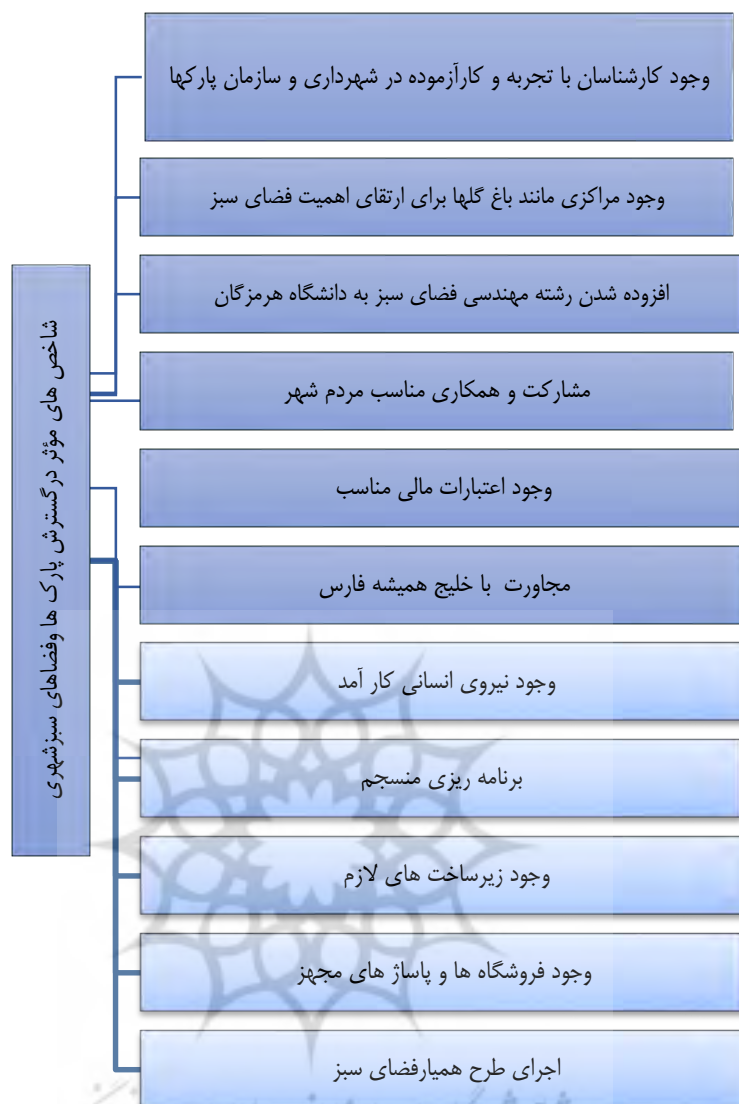 شاخص های مؤثر درگسترش پارک ها وفضاهای سبزشهری
وجود کارشناسان با تجربه و کارآزموده در شهرداری و سازمان پارکها
وجود مراکزی مانند باغ گلها برای ارتقای اهمیت فضای سبز
افزوده شدن رشته مهندسی فضای سبز به دانشگاه هرمزگان
مشارکت و همکاری مناسب مردم شهر
وجود اعتبارات مالی مناسب
مجاورت با خلیج همیشه فارس
وجود نیروی انسانی کار آمد
برنامه ریزی منسجم
وجود زیرساخت های لازم
وجود فروشگاه ها و پاساژ های مجهز
اجرای طرح همیارفضای سبز